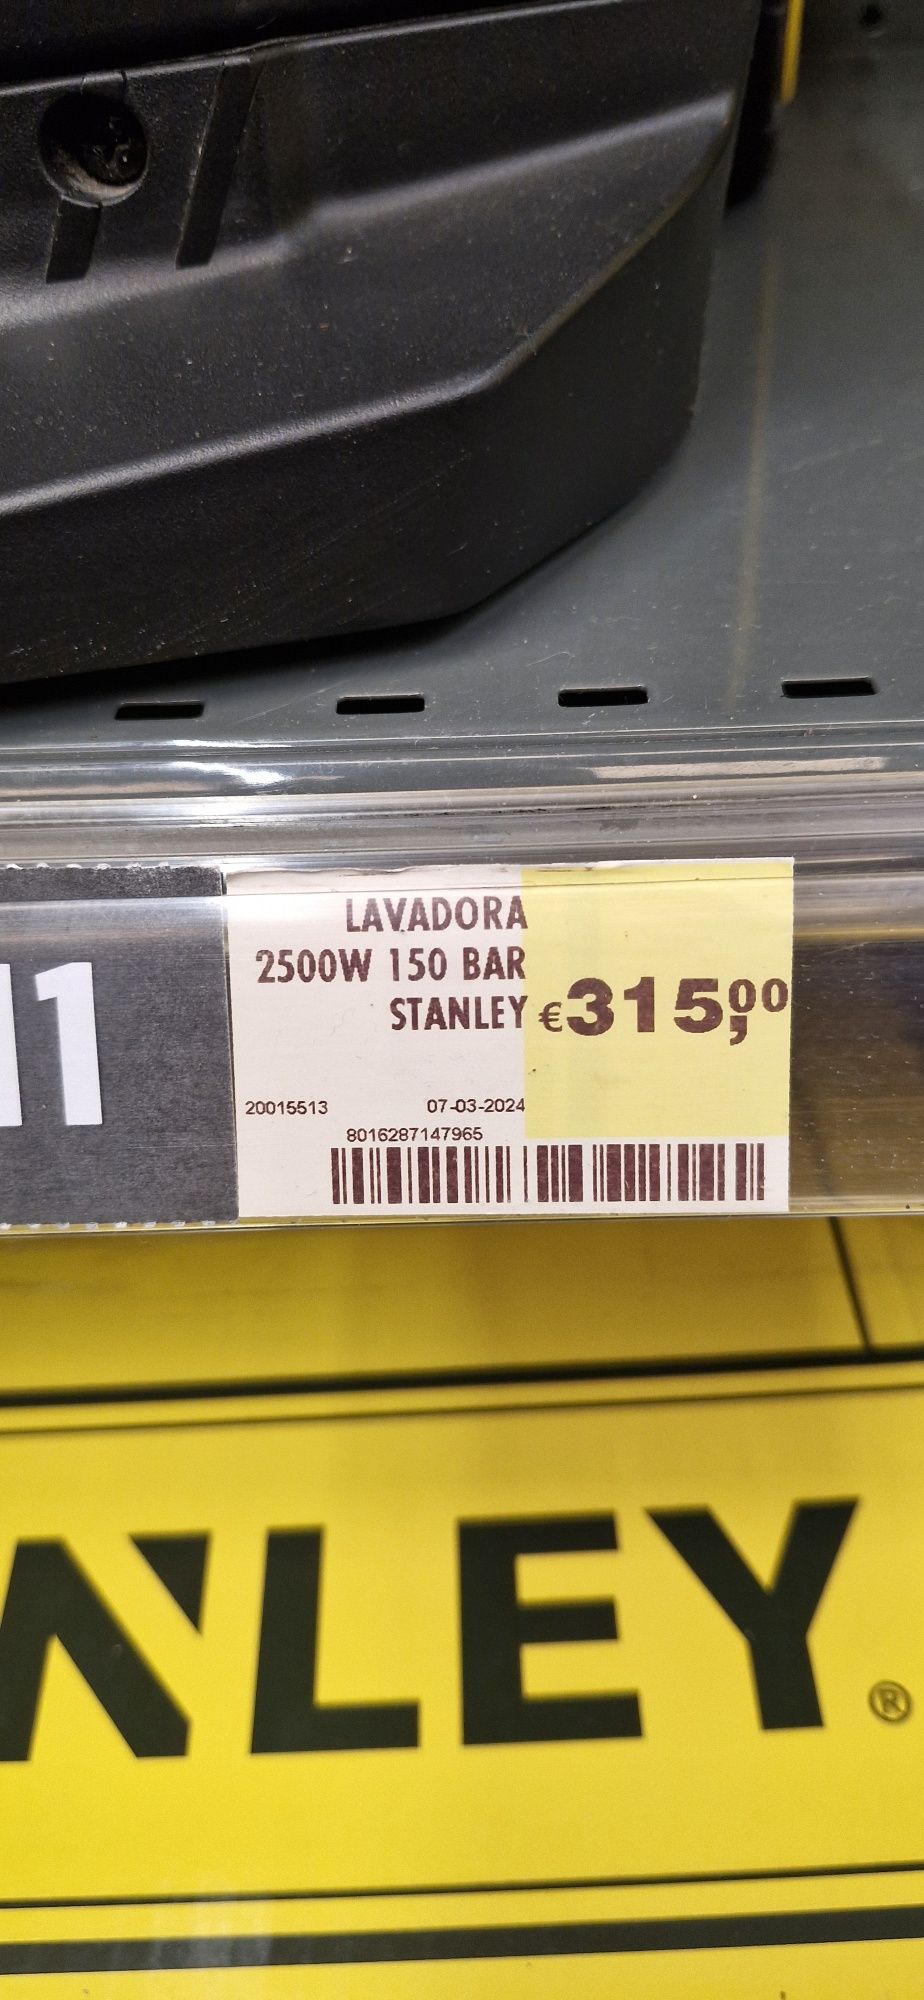 11
LAVADORA
2500W 150 BAR
STANLEY
€315,00
20015513 07-03-2024
8016287147965
NLEY®